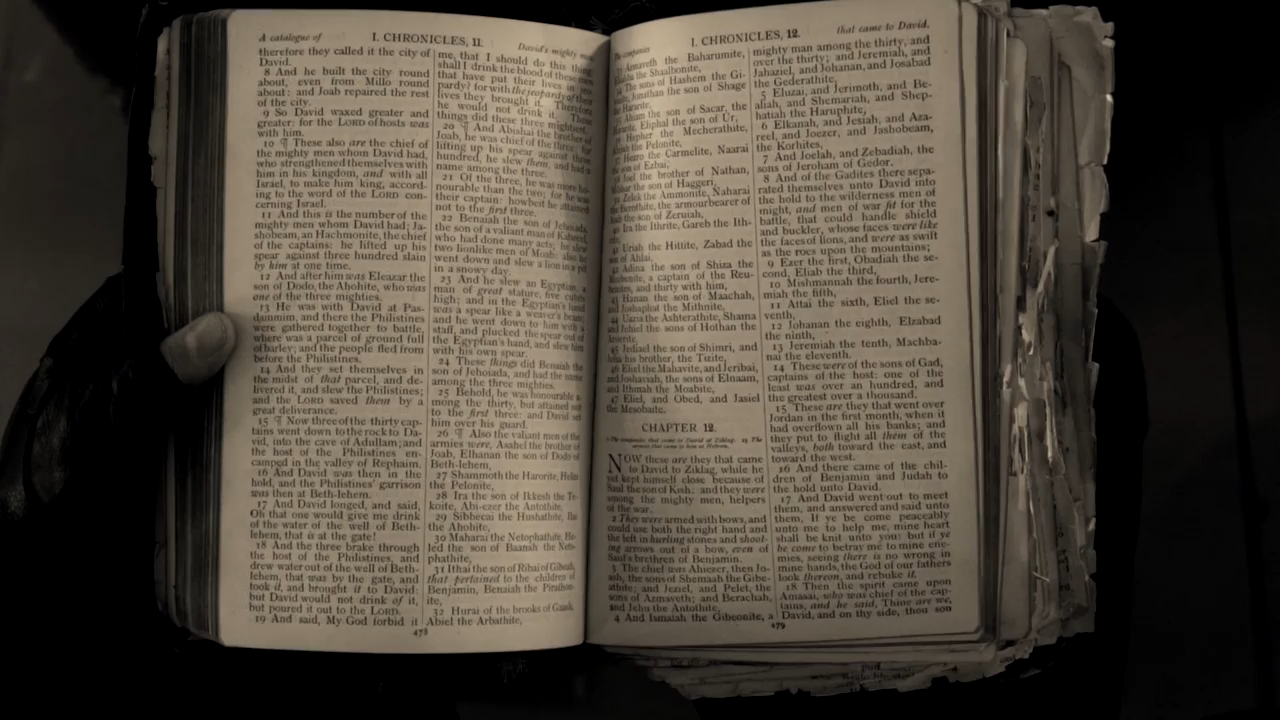 A catalogue of
I. CHRONICLES, 11.
David's mighty men
therefore they called it the city of
David.
8 And he built the city round
about, even from Millo round
about: and Joab repaired the rest
of the city.
9 So David waxed greater and
greater: for the LORD of hosts was
with him.
10 ¶ These also are the chief of
the mighty men whom David had,
who strengthened themselves with
him in his kingdom, and with all
Israel, to make him king, accord-
ing to the word of the LORD con-
cerning Israel.
11 And this is the number of the
mighty men whom David had; Ja-
shobeam, an Hachmonite, the chief
of the captains: he lifted up his
spear against three hundred slain
by him at one time.
12 And after him was Eleazar the
son of Dodo, the Ahohite, who was
one of the three mighties.
13 He was with David at Pas-
dammim, and there the Philistines
were gathered together to battle,
where was a parcel of ground full
of barley; and the people fled from
before the Philistines.
14 And they set themselves in
the midst of that parcel, and de-
livered it, and slew the Philistines;
and the LORD saved them by a
great deliverance.
15 ¶ Now three of the thirty cap-
tains went down to the rock to Da-
vid, into the cave of Adullam; and
the host of the Philistines en-
camped in the valley of Rephaim.
16 And David was then in the
hold, and the Philistines' garrison
was then at Beth-lehem.
17 And David longed, and said,
Oh that one would give me drink
of the water of the well of Beth-
lehem, that is at the gate!
18 And the three brake through
the host of the Philistines, and
drew water out of the well of Beth-
lehem, that was by the gate, and
took it, and brought it to David:
but David would not drink of it,
but poured it out to the LORD.
19 And said, My God forbid it
me, that I should do this thing:
shall I drink the blood of these men
that have put their lives in jeo-
pardy? for with the jeopardy of their
lives they brought it. Therefore
he would not drink it. These
things did these three mightiest.
20 ¶ And Abishai the brother of
Joab, he was chief of the three: for
lifting up his spear against three
hundred, he slew them, and had a
name among the three.
21 Of the three, he was more ho-
nourable than the two; for he was
their captain: howbeit he attained
not to the first three.
22 Benaiah the son of Jehoiada,
the son of a valiant man of Kabzeel,
who had done many acts; he slew
two lionlike men of Moab: also he
went down and slew a lion in a pit
in a snowy day.
23 And he slew an Egyptian, a
man of great stature, five cubits
high; and in the Egyptian's hand
was a spear like a weaver's beam;
and he went down to him with a
staff, and plucked the spear out of
the Egyptian's hand, and slew him
with his own spear.
24 These things did Benaiah the
son of Jehoiada, and had the name
among the three mighties.
25 Behold, he was honourable a-
mong the thirty, but attained not
to the first three: and David set
him over his guard.
26 ¶ Also the valiant men of the
armies were, Asahel the brother of
Joab, Elhanan the son of Dodo of
Beth-lehem,
27 Shammoth the Harorite, Helez
the Pelonite,
28 Ira the son of Ikkesh the Te-
koite, Abi-ezer the Antothite,
29 Sibbecai the Hushathite, Ilai
the Ahohite,
30 Maharai the Netophathite, He-
led the son of Baanah the Neto-
phathite,
31 Ithai the son of Ribai of Gibeah,
that pertained to the children of
Benjamin, Benaiah the Pirathon-
ite,
32 Hurai of the brooks of Gaash,
Abiel the Arbathite,
478
The companies
I. CHRONICLES, 12.
that came to David.
33 Azmaveth the Baharumite,
Eliahba the Shaalbonite,
34 The sons of Hashem the Gi-
zonite, Jonathan the son of Shage
the Hararite,
35 Ahiam the son of Sacar, the
Hararite, Eliphal the son of Ur,
36 Hepher the Mecherathite,
Ahijah the Pelonite,
37 Hezro the Carmelite, Naarai
the son of Ezbai,
38 Joel the brother of Nathan,
Mibhar the son of Haggeri,
39 Zelek the Ammonite, Naharai
the Berothite, the armourbearer of
Joab the son of Zeruiah,
40 Ira the Ithrite, Gareb the Ith-
rite,
41 Uriah the Hittite, Zabad the
son of Ahlai,
42 Adina the son of Shiza the
Reubenite, a captain of the Reu-
benites, and thirty with him,
43 Hanan the son of Maachah,
and Joshaphat the Mithnite,
44 Uzzia the Ashterathite, Shama
and Jehiel the sons of Hothan the
Aroerite,
45 Jediael the son of Shimri, and
Joha his brother, the Tizite,
46 Eliel the Mahavite, and Jeribai,
and Joshaviah, the sons of Elnaam,
and Ithmah the Moabite,
47 Eliel, and Obed, and Jasiel
the Mesobaite.
CHAPTER 12.
1 The companies that came to David at Ziklag. 23 The
armies that came to him at Hebron.
NOW these are they that came
to David to Ziklag, while he
yet kept himself close because of
Saul the son of Kish: and they were
among the mighty men, helpers
of the war.
2 They were armed with bows, and
could use both the right hand and
the left in hurling stones and shoot-
ing arrows out of a bow, even of
Saul's brethren of Benjamin.
3 The chief was Ahiezer, then Jo-
ash, the sons of Shemaah the Gibe-
athite; and Jeziel, and Pelet, the
sons of Azmaveth; and Berachah,
and Jehu the Antothite,
4 And Ismaiah the Gibeonite, a
mighty man among the thirty, and
over the thirty; and Jeremiah, and
Jahaziel, and Johanan, and Josabad
the Gederathite,
5 Eluzai, and Jerimoth, and Be-
aliah, and Shemariah, and Shep-
hatiah the Haruphite,
6 Elkanah, and Jesiah, and Aza-
reel, and Joezer, and Jashobeam,
the Korhites,
7 And Joelah, and Zebadiah, the
sons of Jeroham of Gedor.
8 And of the Gadites there sepa-
rated themselves unto David into
the hold to the wilderness men of
might, and men of war fit for the
battle, that could handle shield
and buckler, whose faces were like
the faces of lions, and were as swift
as the roes upon the mountains;
9 Ezer the first, Obadiah the se-
cond, Eliab the third,
10 Mishmannah the fourth, Jere-
miah the fifth,
11 Attai the sixth, Eliel the se-
venth,
12 Johanan the eighth, Elzabad
the ninth,
13 Jeremiah the tenth, Machba-
nai the eleventh.
14 These were of the sons of Gad,
captains of the host: one of the
least was over an hundred, and
the greatest over a thousand.
15 These are they that went over
Jordan in the first month, when it
had overflown all his banks; and
they put to flight all them of the
valleys, both toward the east, and
toward the west.
16 And there came of the chil-
dren of Benjamin and Judah to
the hold unto David.
17 And David went out to meet
them, and answered and said unto
them, If ye be come peaceably
unto me to help me, mine heart
shall be knit unto you: but if ye
be come to betray me to mine ene-
mies, seeing there is no wrong in
mine hands, the God of our fathers
look thereon, and rebuke it.
18 Then the spirit came upon
Amasai, who was chief of the cap-
tains, and he said, Thine are we,
David, and on thy side, thou son
479